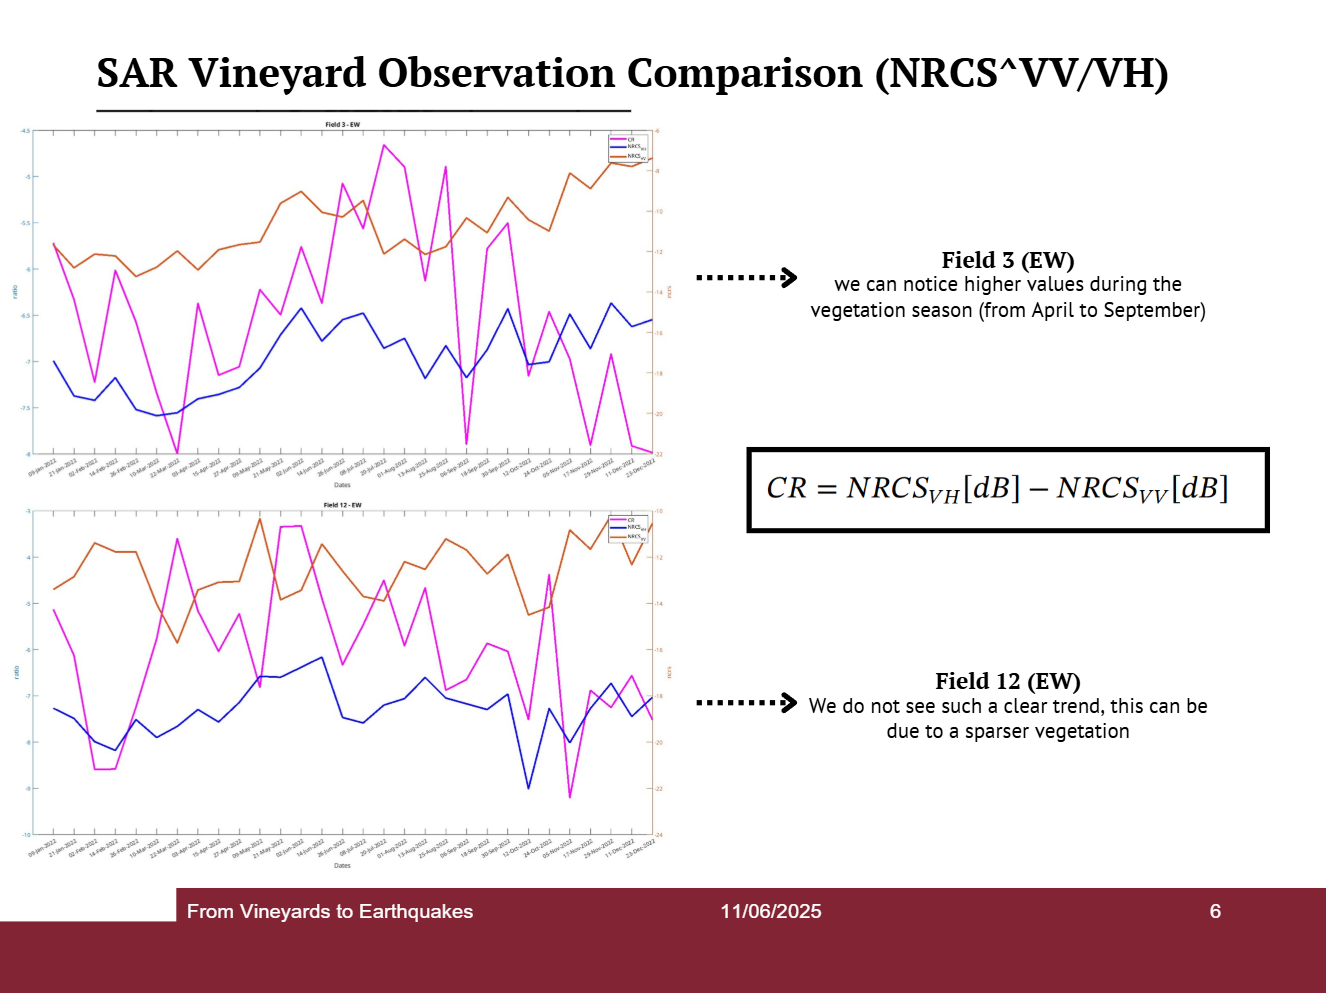 SAR Vineyard Observation Comparison (NRCS^VV/VH)
Field 3 - EW
-4.5
-5
-5.5
-6
-6.5
-7
-7.5
-8
ratio
-6
-8
-10
-12
-14
-16
-18
-20
-22
CR
NRCS
NRCS
09-Jan-2022 21-Jan-2022 02-Feb-2022 14-Feb-2022 26-Feb-2022 10-Mar-2022 22-Mar-2022 03-Apr-2022 15-Apr-2022 27-Apr-2022 09-May-2022 21-May-2022 02-Jun-2022 14-Jun-2022 26-Jun-2022 08-Jul-2022 20-Jul-2022 01-Aug-2022 13-Aug-2022 25-Aug-2022 06-Sep-2022 18-Sep-2022 30-Sep-2022 12-Oct-2022 24-Oct-2022 05-Nov-2022 17-Nov-2022 29-Nov-2022 11-Dec-2022 23-Dec-2022
Dates
Field 3 (EW)
we can notice higher values during the
vegetation season (from April to September)
CR = NRCS_VH[dB] − NRCS_VV[dB]
Field 12 - EW
-3
-4
-5
-6
-7
-8
-9
-10
ratio
-10
-12
-14
-16
-18
-20
-22
-24
CR
NRCS
NRCS
09-Jan-2022 21-Jan-2022 02-Feb-2022 14-Feb-2022 26-Feb-2022 10-Mar-2022 22-Mar-2022 03-Apr-2022 15-Apr-2022 27-Apr-2022 09-May-2022 21-May-2022 02-Jun-2022 14-Jun-2022 26-Jun-2022 08-Jul-2022 20-Jul-2022 01-Aug-2022 13-Aug-2022 25-Aug-2022 06-Sep-2022 18-Sep-2022 30-Sep-2022 12-Oct-2022 24-Oct-2022 05-Nov-2022 17-Nov-2022 29-Nov-2022 11-Dec-2022 23-Dec-2022
Dates
Field 12 (EW)
We do not see such a clear trend, this can be
due to a sparser vegetation
From Vineyards to Earthquakes
11/06/2025
6